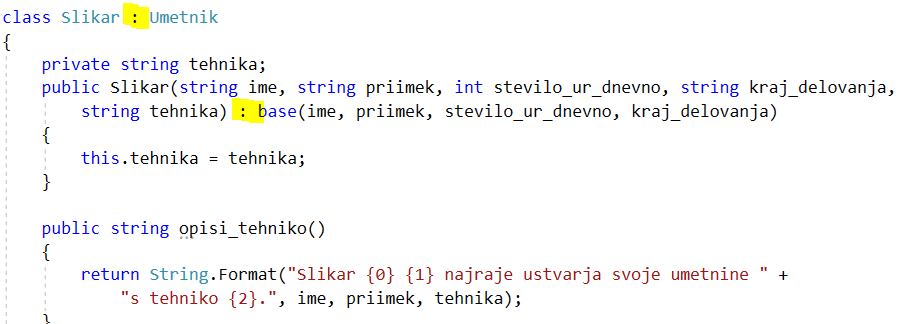 class Slikar : Umetnik
{
private string tehnika;
public Slikar(string ime, string priimek, int stevilo_ur_dnevno, string kraj_delovanja,
string tehnika) : base(ime, priimek, stevilo_ur_dnevno, kraj_delovanja)
{
this.tehnika = tehnika;
}
public string opisi_tehniko()
{
return String.Format("Slikar {0} {1} najraje ustvarja svoje umetnine " +
"s tehniko {2}.", ime, priimek, tehnika);
}